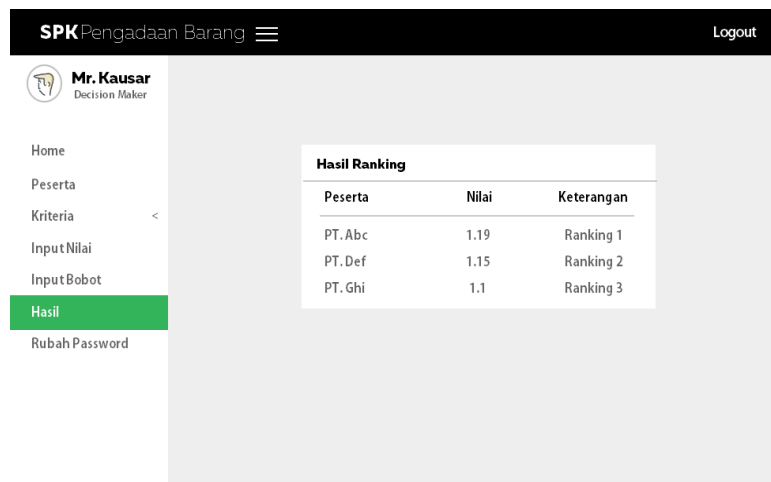 SPK Pengadaan Barang
Logout
Mr. Kausar
Decision Maker
Home
Peserta
Kriteria <
Input Nilai
Input Bobot
Hasil
Rubah Password
Hasil Ranking
Peserta Nilai Keterangan
PT. Abc 1.19 Ranking 1
PT. Def 1.15 Ranking 2
PT. Ghi 1.1 Ranking 3